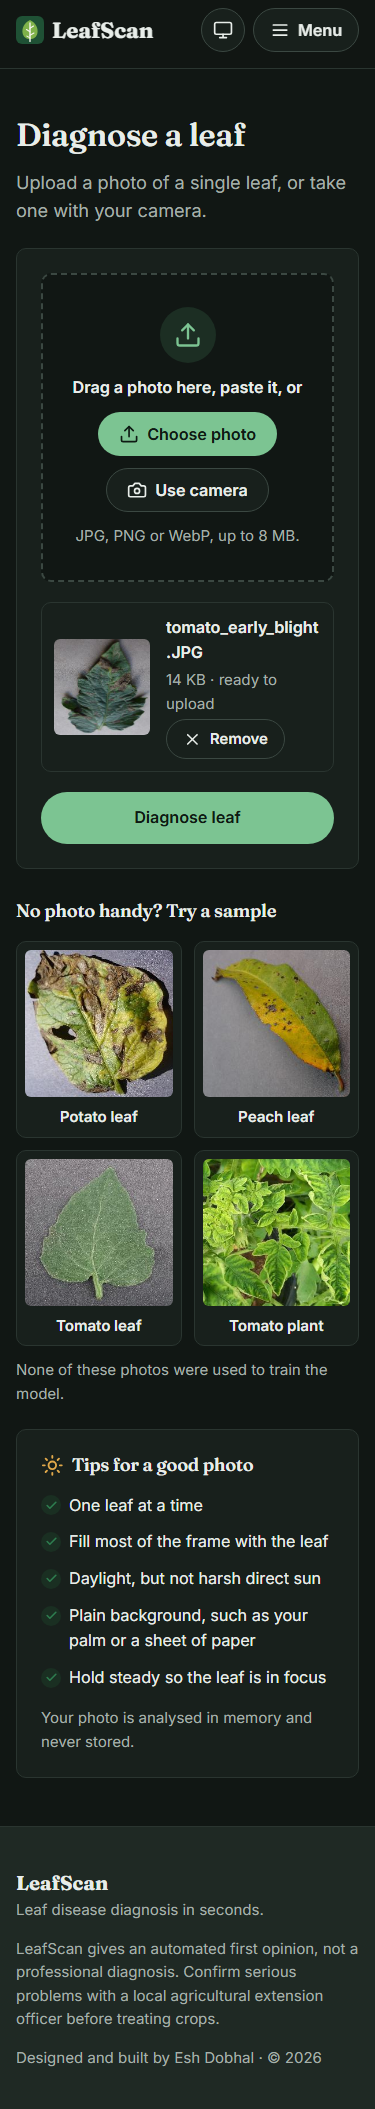 LeafScan
Menu
Diagnose a leaf
Upload a photo of a single leaf, or take
one with your camera.
Drag a photo here, paste it, or
Choose photo
Use camera
JPG, PNG or WebP, up to 8 MB.
tomato_early_blight
.JPG
14 KB · ready to
upload
Remove
Diagnose leaf
No photo handy? Try a sample
Potato leaf
Peach leaf
Tomato leaf
Tomato plant
None of these photos were used to train the
model.
Tips for a good photo
One leaf at a time
Fill most of the frame with the leaf
Daylight, but not harsh direct sun
Plain background, such as your
palm or a sheet of paper
Hold steady so the leaf is in focus
Your photo is analysed in memory and
never stored.
LeafScan
Leaf disease diagnosis in seconds.
LeafScan gives an automated first opinion, not a
professional diagnosis. Confirm serious
problems with a local agricultural extension
officer before treating crops.
Designed and built by Esh Dobhal · © 2026